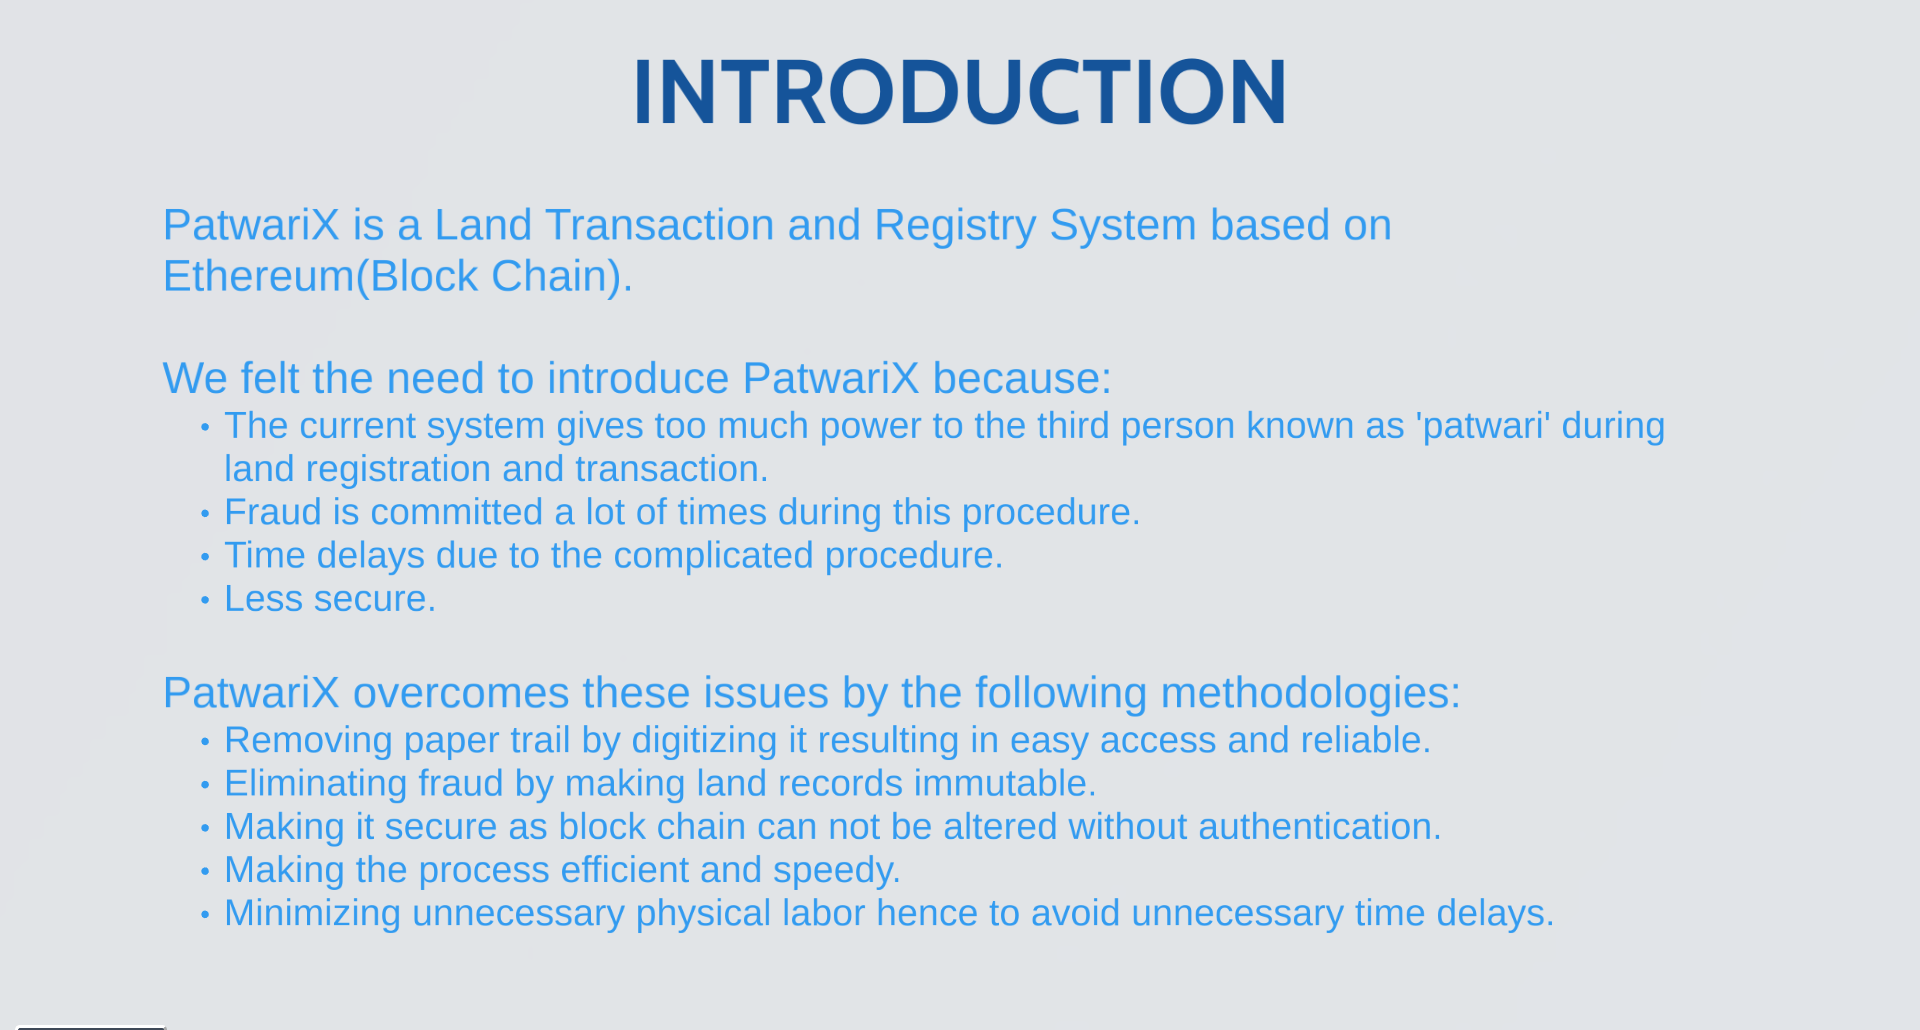 INTRODUCTION
PatwariX is a Land Transaction and Registry System based on
Ethereum(Block Chain).
We felt the need to introduce PatwariX because:
• The current system gives too much power to the third person known as 'patwari' during
land registration and transaction.
• Fraud is committed a lot of times during this procedure.
• Time delays due to the complicated procedure.
• Less secure.
PatwariX overcomes these issues by the following methodologies:
• Removing paper trail by digitizing it resulting in easy access and reliable.
• Eliminating fraud by making land records immutable.
• Making it secure as block chain can not be altered without authentication.
• Making the process efficient and speedy.
• Minimizing unnecessary physical labor hence to avoid unnecessary time delays.